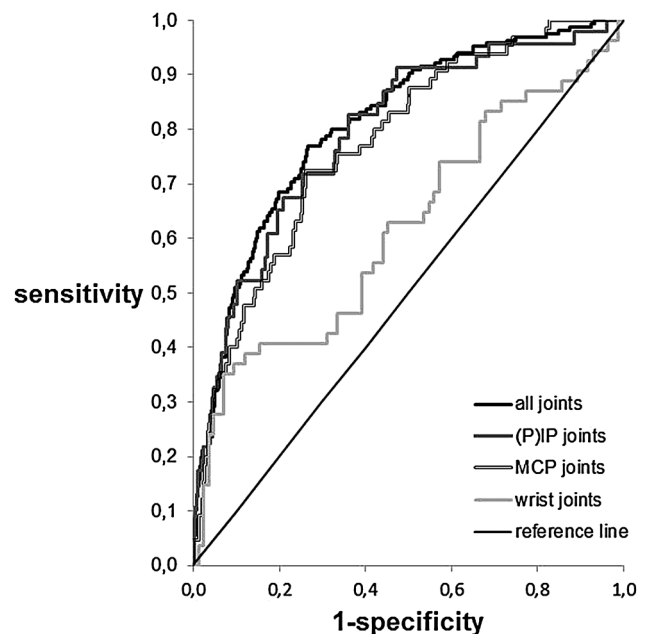 1,0
0,9
0,8
0,7
0,6
0,5
sensitivity
0,4
0,3
all joints
(P)IP joints
0,2
MCP joints
0,1
wrist joints
reference line
0,0
0,0 0,2 0,4 0,6 0,8 1,0
1-specificity